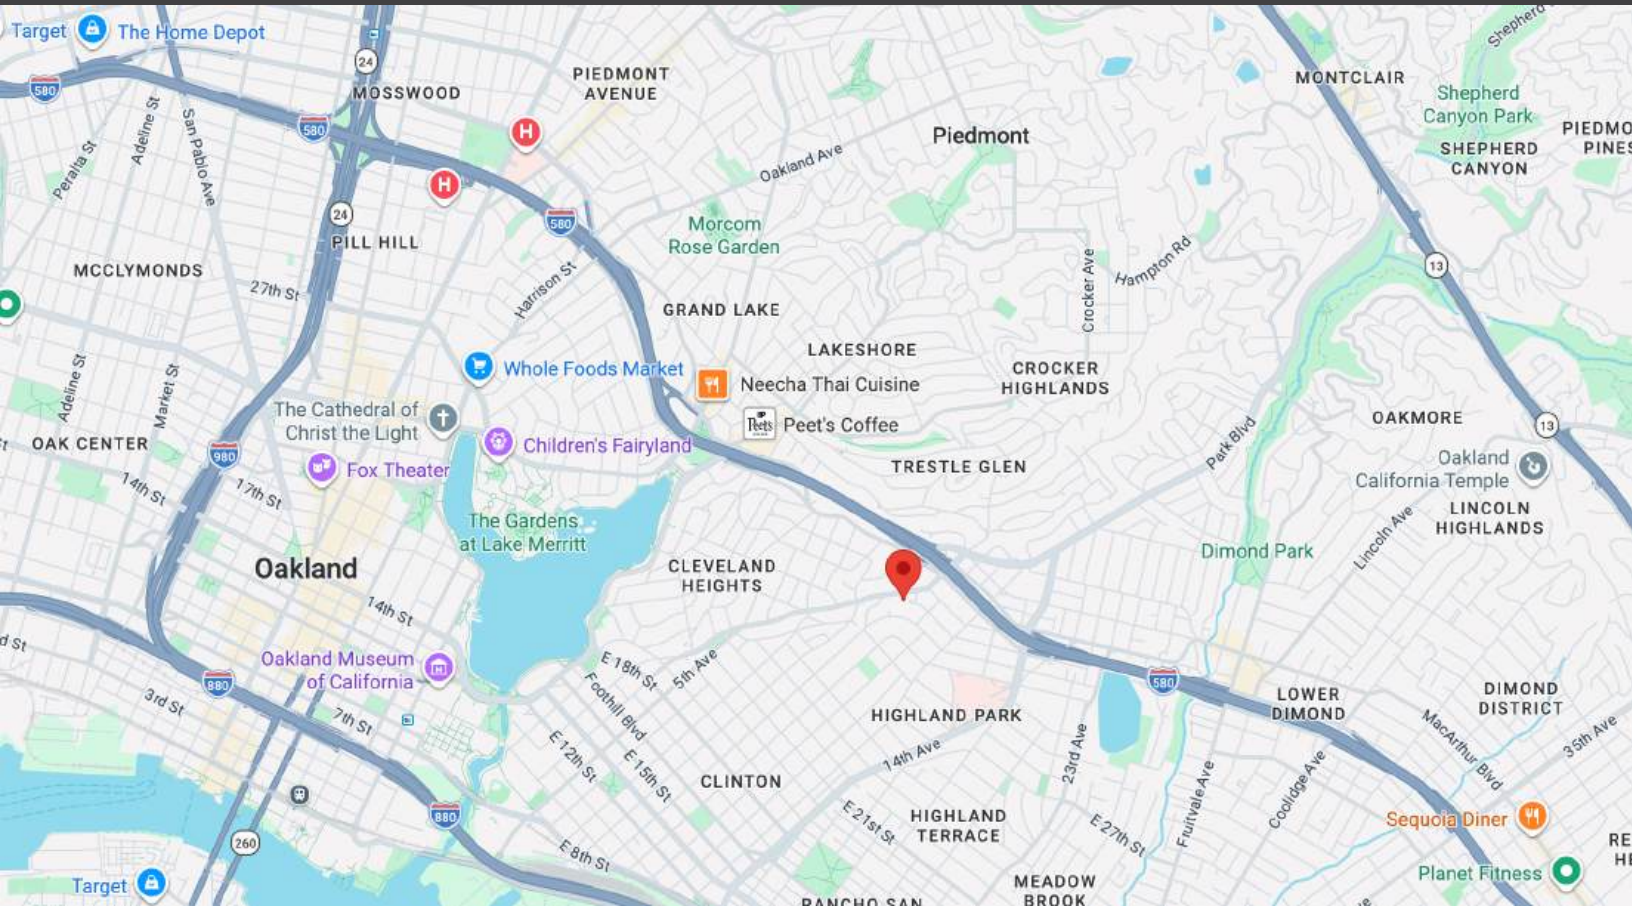 Target
The Home Depot
24
580
MOSSWOOD
PIEDMONT
AVENUE
MONTCLAIR
Shepherd
Shepherd
Canyon Park
SHEPHERD
CANYON
PIEDMO
PINES
Peralta St
Adeline St
San Pablo Ave
580
H
H
Piedmont
Oakland Ave
24
PILL HILL
580
Morcom
Rose Garden
MCCLYMONDS
27th St
Harrison St
GRAND LAKE
Crocker Ave
Hampton Rd
13
LAKESHORE
CROCKER
HIGHLANDS
Whole Foods Market
Neecha Thai Cuisine
Peet's
Peet's Coffee
Adeline St
Market St
The Cathedral of
Christ the Light
Children's Fairyland
OAK CENTER
980
Fox Theater
14th St
17th St
TRESTLE GLEN
Park Blvd
OAKMORE
13
Oakland
California Temple
LINCOLN
HIGHLANDS
Lincoln Ave
The Gardens
at Lake Merritt
Dimond Park
Oakland
CLEVELAND
HEIGHTS
14th St
d St
880
Oakland Museum
of California
3rd St
7th St
E 18th St
5th Ave
Foothill Blvd
580
LOWER
DIMOND
DIMOND
DISTRICT
HIGHLAND PARK
14th Ave
23rd Ave
MacArthur Blvd
35th Ave
E 12th St
E 15th St
CLINTON
880
260
E 8th St
E 21st St
HIGHLAND
TERRACE
E 27th St
Fruitvale Ave
Coolidge Ave
Sequoia Diner
RE
HE
Planet Fitness
Target
MEADOW
BROOK
RANCHO SAN